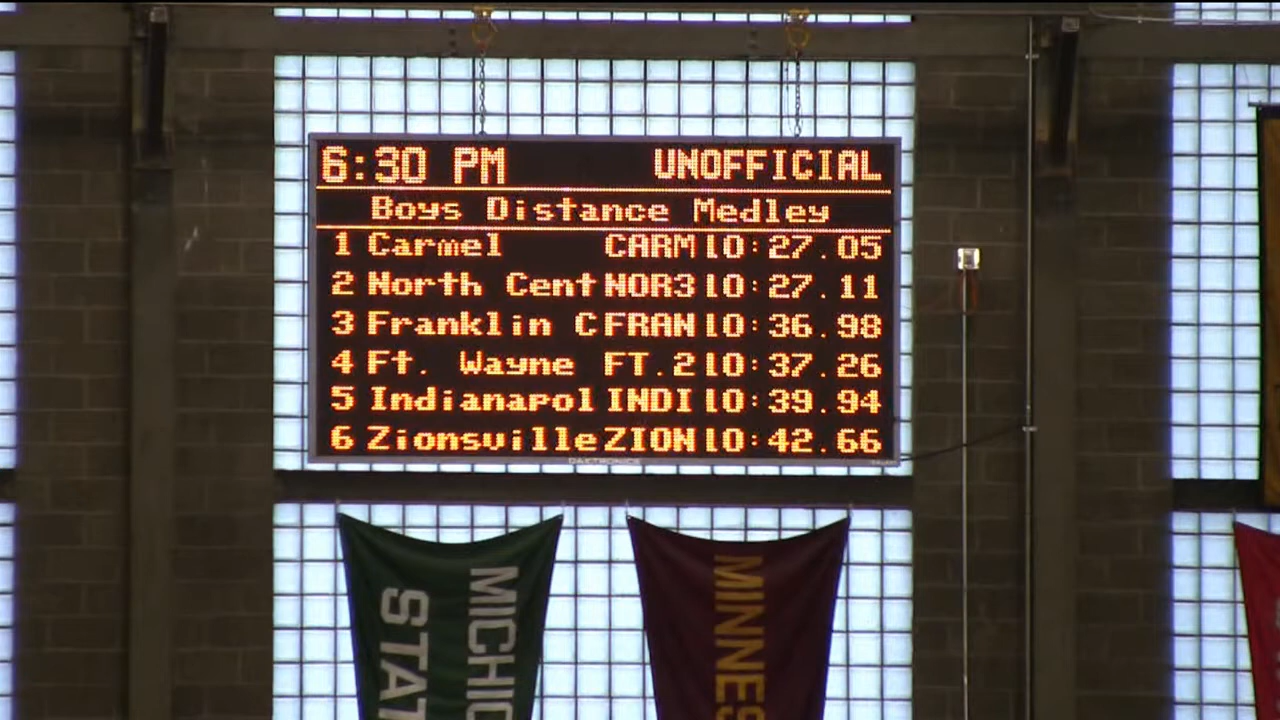 6:30 PM UNOFFICIAL
Boys Distance Medley
1 Carmel CARM 10:27.05
2 North Cent NOR3 10:27.11
3 Franklin C FRAN 10:36.98
4 Ft. Wayne FT.2 10:37.26
5 Indianapol INDI 10:39.94
6 Zionsville ZION 10:42.66
DAKTRONICS
MICHIG
STAT
MINNES